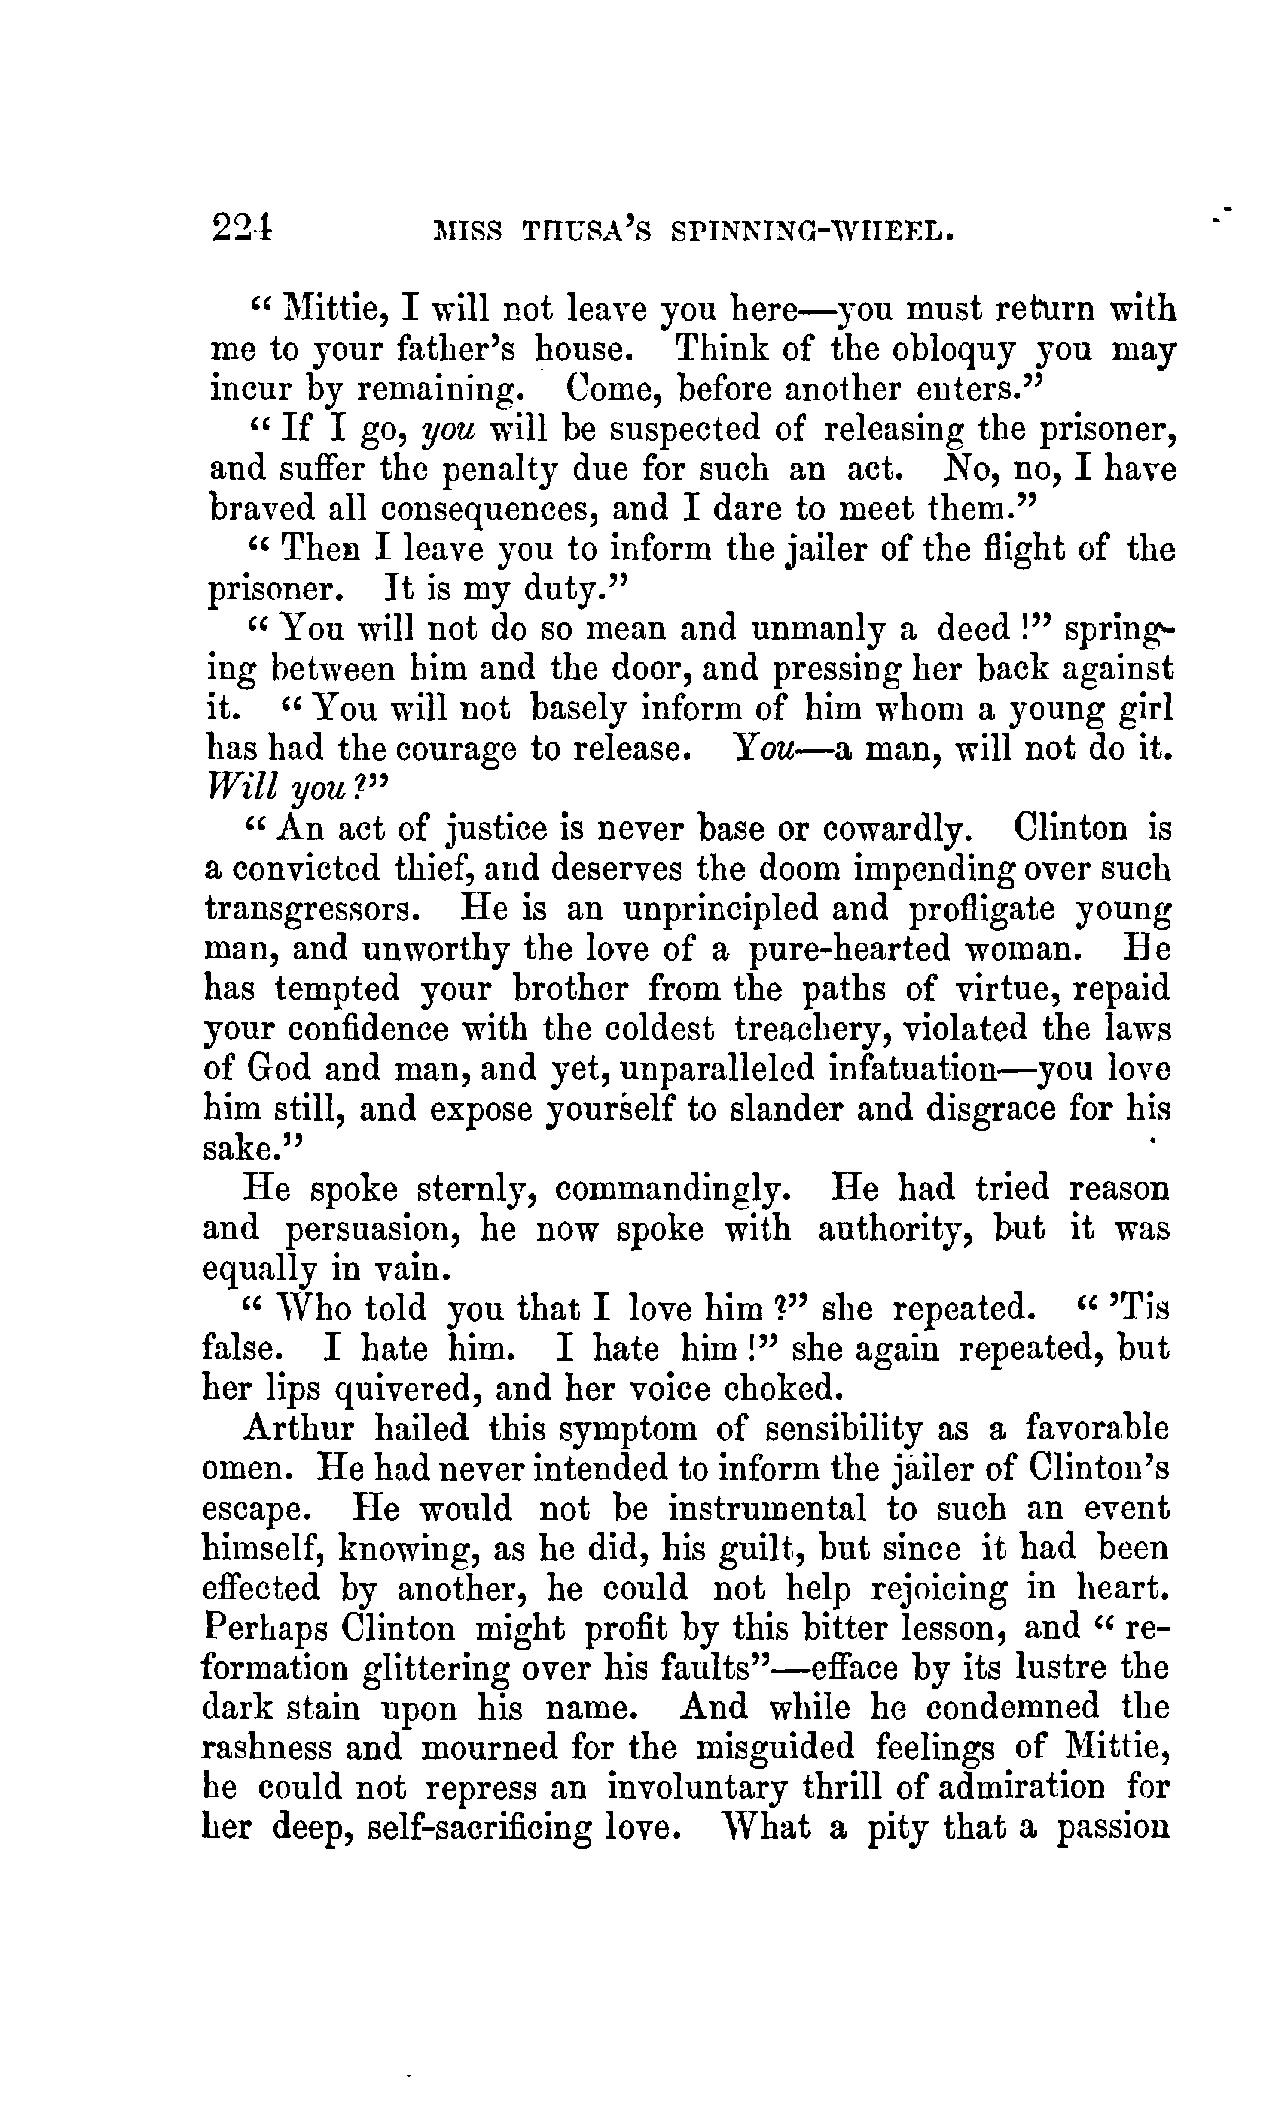 224 MISS THUSA'S SPINNING-WHEEL.
" Mittie, I will not leave you here—you must return with
me to your father's house. Think of the obloquy you may
incur by remaining. Come, before another enters."
" If I go, you will be suspected of releasing the prisoner,
and suffer the penalty due for such an act. No, no, I have
braved all consequences, and I dare to meet them."
" Then I leave you to inform the jailer of the flight of the
prisoner. It is my duty."
" You will not do so mean and unmanly a deed !" spring-
ing between him and the door, and pressing her back against
it. " You will not basely inform of him whom a young girl
has had the courage to release. You—a man, will not do it.
Will you ?"
" An act of justice is never base or cowardly. Clinton is
a convicted thief, and deserves the doom impending over such
transgressors. He is an unprincipled and profligate young
man, and unworthy the love of a pure-hearted woman. He
has tempted your brother from the paths of virtue, repaid
your confidence with the coldest treachery, violated the laws
of God and man, and yet, unparalleled infatuation—you love
him still, and expose yourself to slander and disgrace for his
sake."
He spoke sternly, commandingly. He had tried reason
and persuasion, he now spoke with authority, but it was
equally in vain.
" Who told you that I love him ?" she repeated. " 'Tis
false. I hate him. I hate him !" she again repeated, but
her lips quivered, and her voice choked.
Arthur hailed this symptom of sensibility as a favorable
omen. He had never intended to inform the jailer of Clinton's
escape. He would not be instrumental to such an event
himself, knowing, as he did, his guilt, but since it had been
effected by another, he could not help rejoicing in heart.
Perhaps Clinton might profit by this bitter lesson, and " re-
formation glittering over his faults"—efface by its lustre the
dark stain upon his name. And while he condemned the
rashness and mourned for the misguided feelings of Mittie,
he could not repress an involuntary thrill of admiration for
her deep, self-sacrificing love. What a pity that a passion